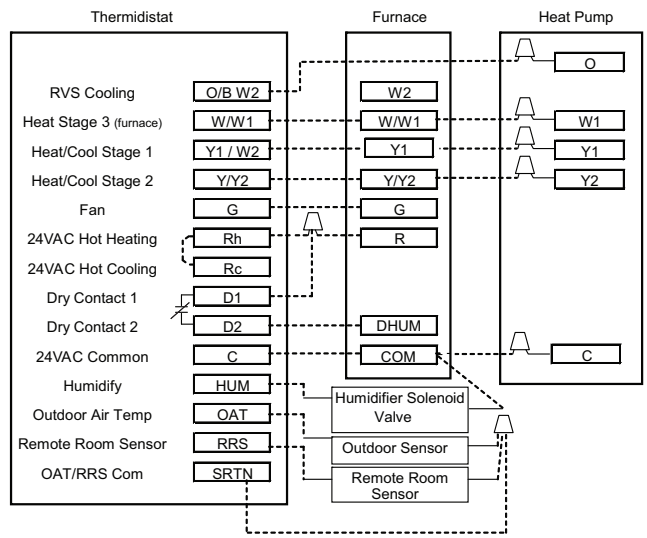 Thermidistat Furnace Heat Pump
O
RVS Cooling O/B W2 W2
Heat Stage 3 (furnace) W/W1 W/W1 W1
Heat/Cool Stage 1 Y1 / W2 Y1 Y1
Heat/Cool Stage 2 Y/Y2 Y/Y2 Y2
Fan G G
24VAC Hot Heating Rh R
24VAC Hot Cooling Rc
Dry Contact 1 D1
Dry Contact 2 D2 DHUM
24VAC Common C COM C
Humidify HUM
Humidifier Solenoid
Valve
Outdoor Air Temp OAT
Remote Room Sensor RRS
Outdoor Sensor
OAT/RRS Com SRTN
Remote Room
Sensor